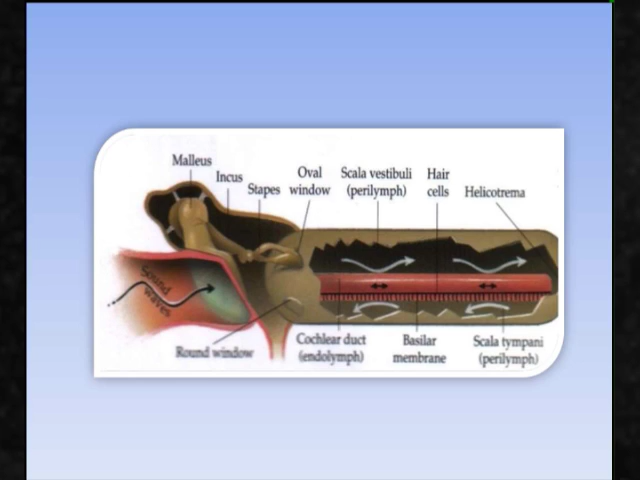 Malleus
Incus
Stapes
Oval
window
Scala vestibuli
(perilymph)
Hair
cells
Helicotrema
Sound
waves
Round window
Cochlear duct
(endolymph)
Basilar
membrane
Scala tympani
(perilymph)